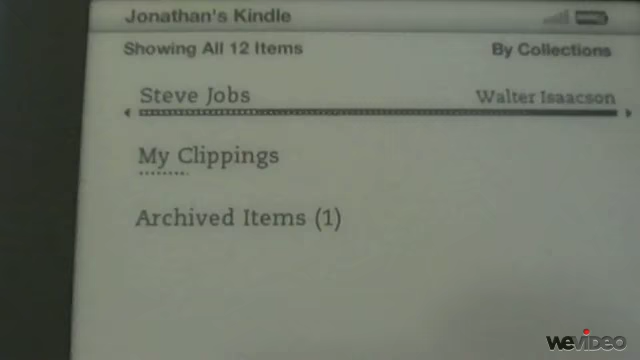 Jonathan's Kindle
Showing All 12 Items By Collections
Steve Jobs Walter Isaacson
My Clippings
Archived Items (1)
WEVIDEO